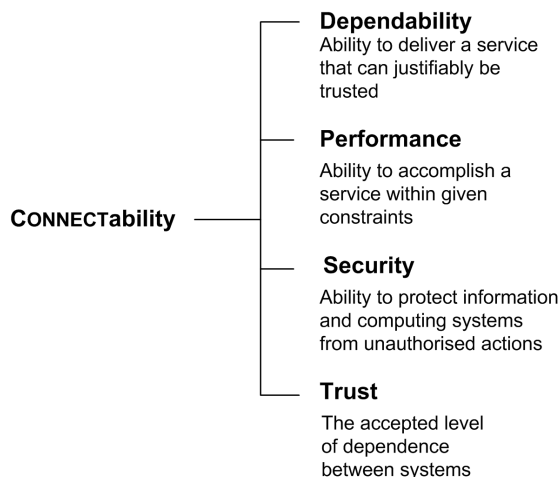 Dependability
Ability to deliver a service
that can justifiably be
trusted
Performance
Ability to accomplish a
service within given
constraints
CONNECTability
Security
Ability to protect information
and computing systems
from unauthorised actions
Trust
The accepted level
of dependence
between systems